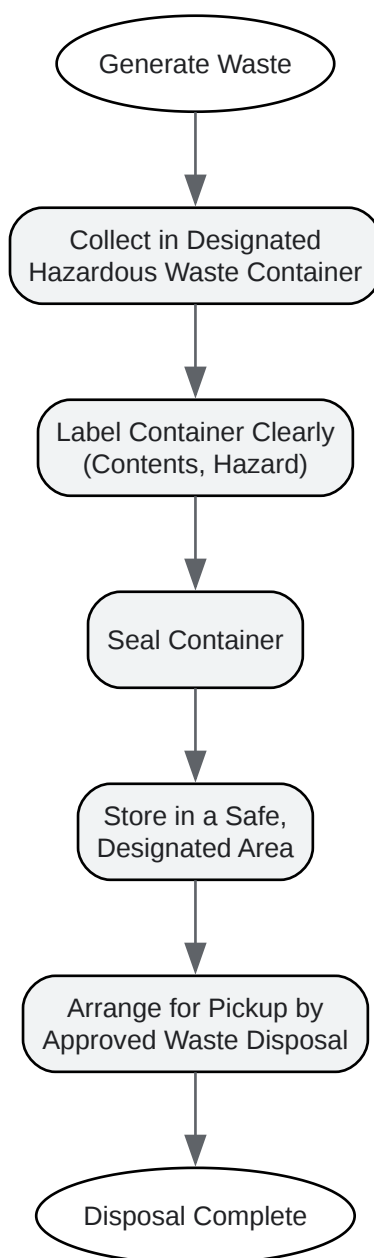 Generate Waste
Collect in Designated
Hazardous Waste Container
Label Container Clearly
(Contents, Hazard)
Seal Container
Store in a Safe,
Designated Area
Arrange for Pickup by
Approved Waste Disposal
Disposal Complete